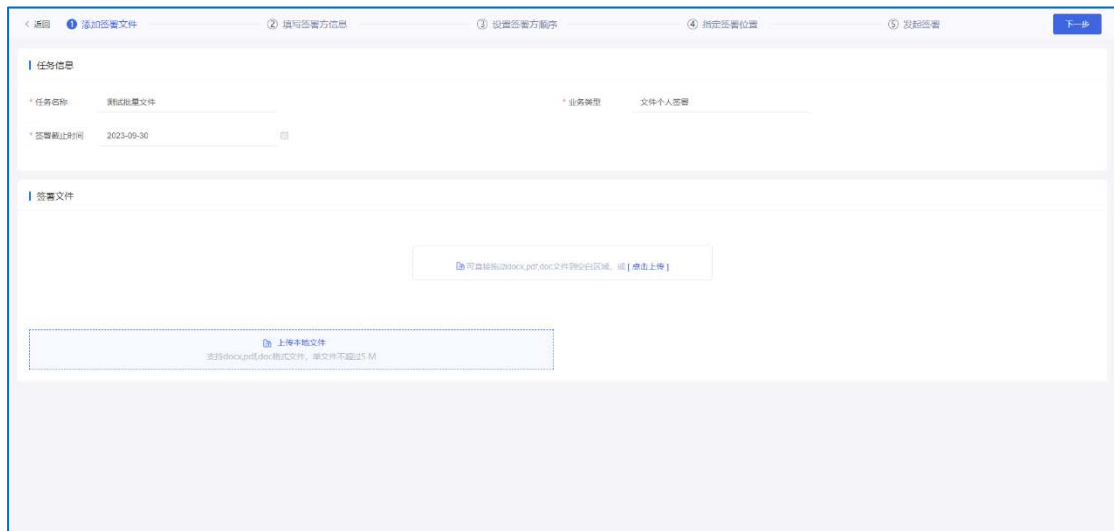 < 返回 ① 添加签署文件 ② 填写签署方信息 ③ 设置签署方顺序 ④ 指定签署位置 ⑤ 发起签署 下一步
任务信息
* 任务名称 测试批量文件 * 业务类型 文件个人签署
* 签署截止时间 2023-09-30
签署文件
可直接拖动docx,pdf,doc文件到空白区域，或 [ 点击上传 ]
上传本地文件
支持docx,pdf,doc格式文件，单文件不超过5 M